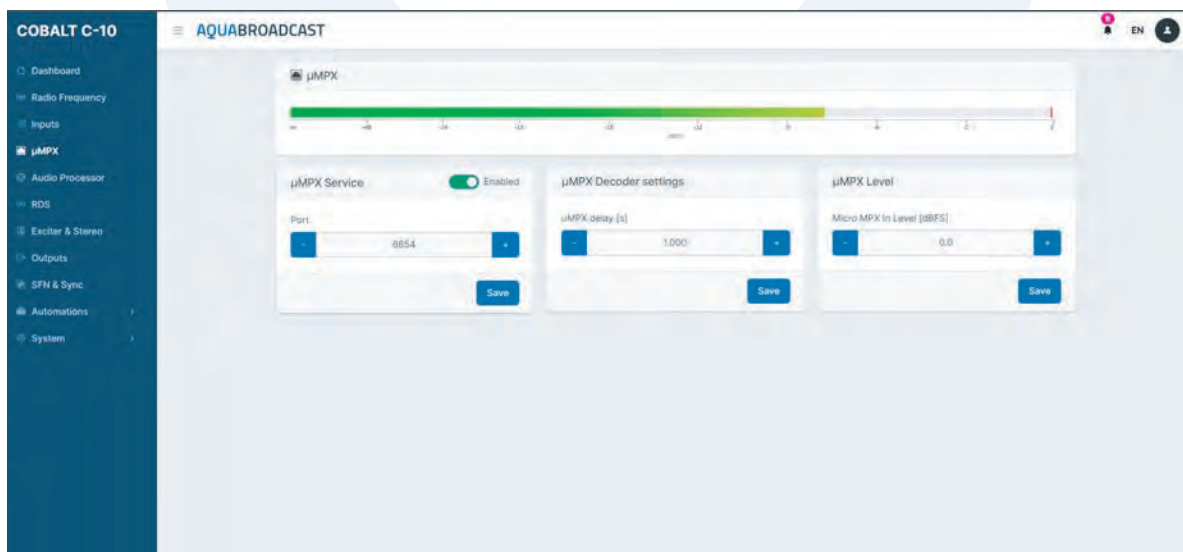 COBALT C-10
AQUABROADCAST
EN
Dashboard
Radio Frequency
Inputs
µMPX
Audio Processor
RDS
Exciter & Stereo
Outputs
SFN & Sync
Automations
System
µMPX
µMPX Service
Enabled
Port
- 6854 +
Save
µMPX Decoder settings
µMPX delay [s]
- 1.000 +
Save
µMPX Level
Micro MPX In Level [dBFS]
- 0.0 +
Save